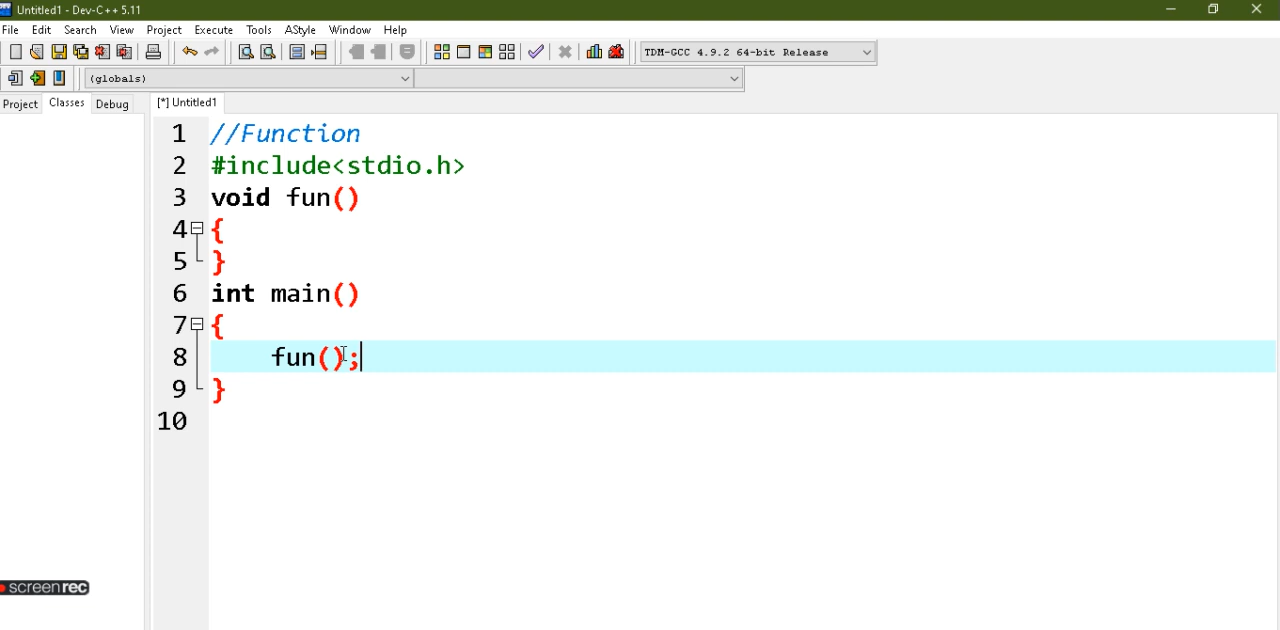 Untitled1 - Dev-C++ 5.11
File Edit Search View Project Execute Tools AStyle Window Help
TDM-GCC 4.9.2 64-bit Release
(globals)
Project Classes Debug [*] Untitled1
1 //Function
2 #include<stdio.h>
3 void fun()
4 {
5 }
6 int main()
7 {
8 fun();
9 }
10
screenrec